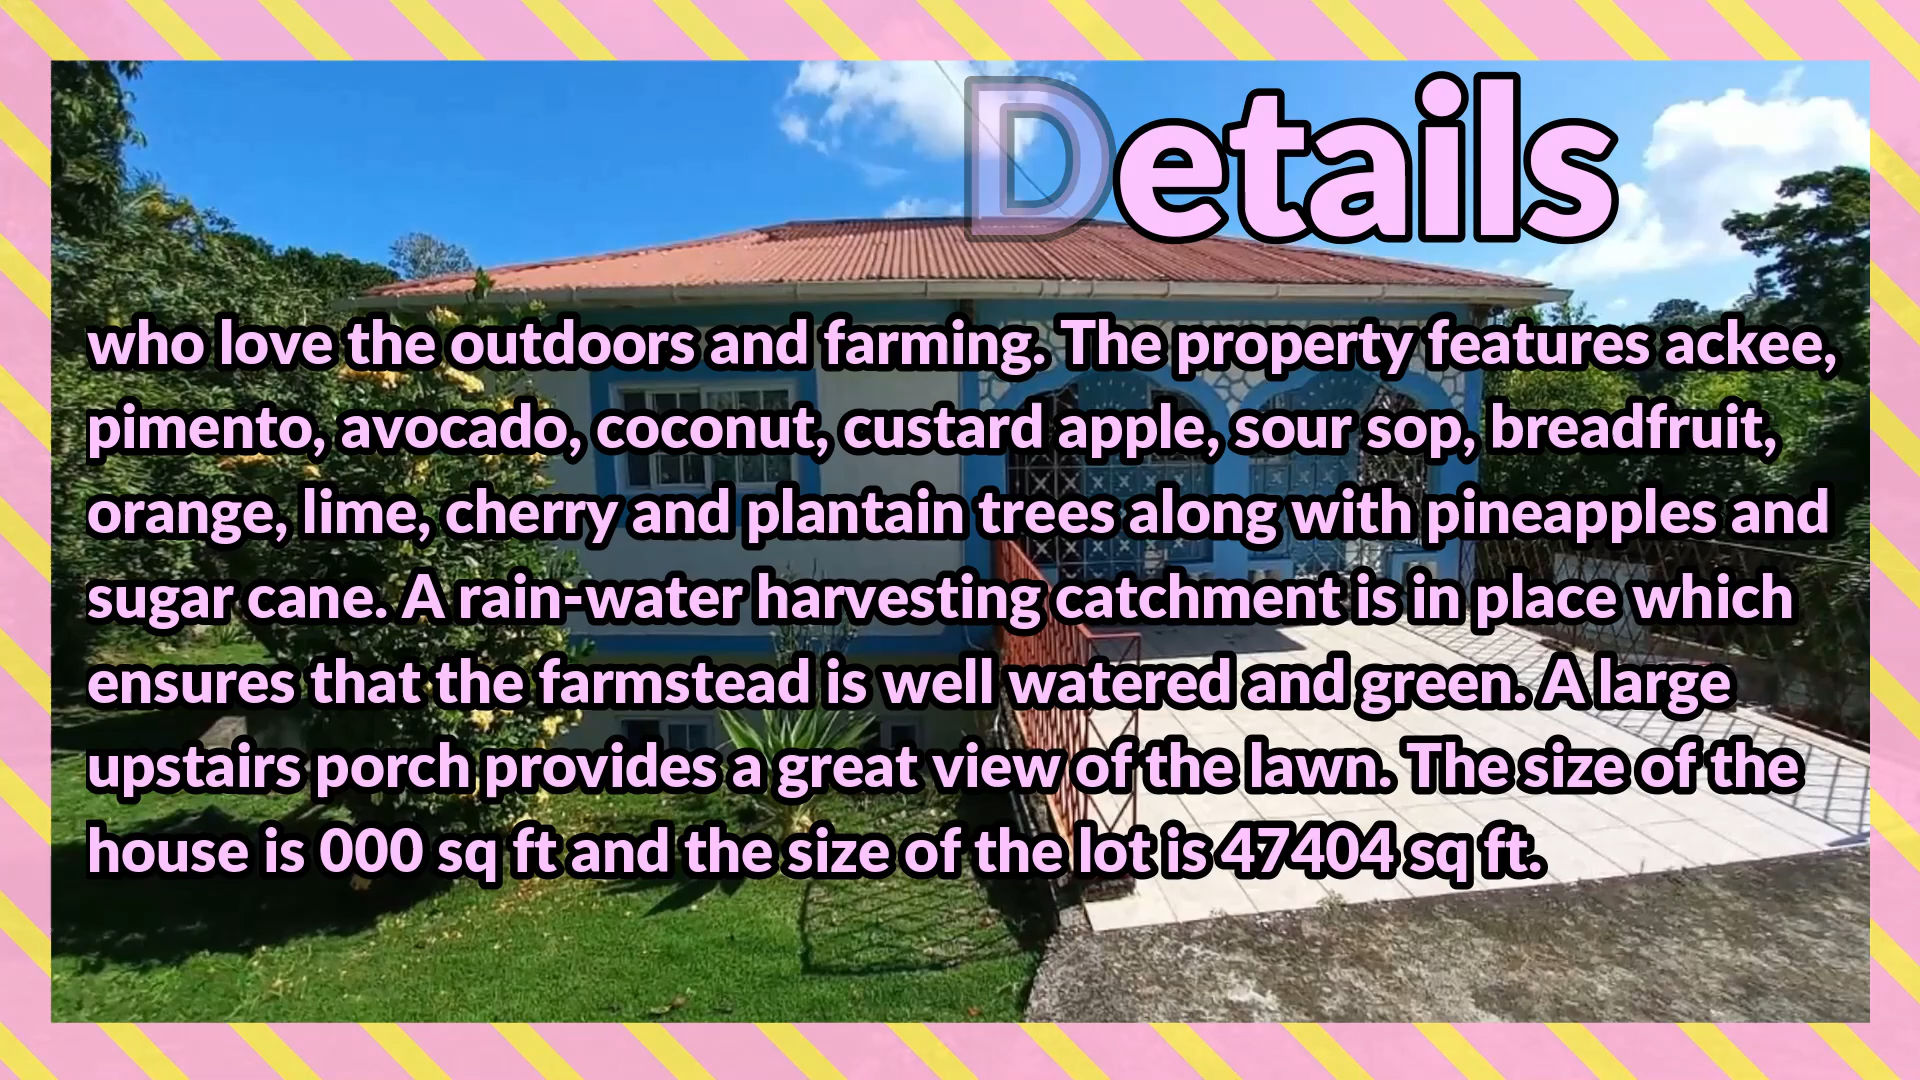 Details
who love the outdoors and farming. The property features ackee,
pimento, avocado, coconut, custard apple, sour sop, breadfruit,
orange, lime, cherry and plantain trees along with pineapples and
sugar cane. A rain-water harvesting catchment is in place which
ensures that the farmstead is well watered and green. A large
upstairs porch provides a great view of the lawn. The size of the
house is 000 sq ft and the size of the lot is 47404 sq ft.